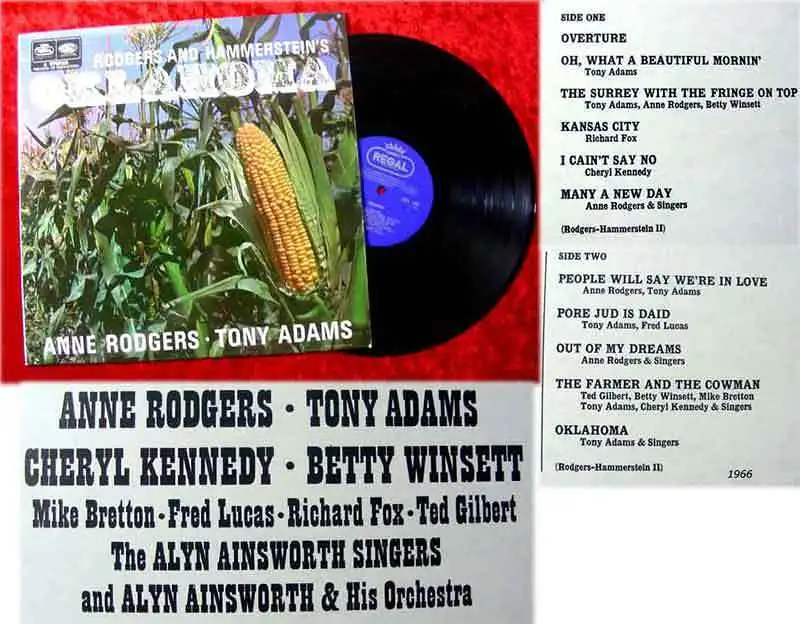 RODGERS AND HAMMERSTEIN'S
OKLAHOMA
ANNE RODGERS · TONY ADAMS
REGAL
ANNE RODGERS · TONY ADAMS
CHERYL KENNEDY · BETTY WINSETT
Mike Bretton · Fred Lucas · Richard Fox · Ted Gilbert
The ALYN AINSWORTH SINGERS
and ALYN AINSWORTH & His Orchestra
SIDE ONE
OVERTURE
OH, WHAT A BEAUTIFUL MORNIN'
Tony Adams
THE SURREY WITH THE FRINGE ON TOP
Tony Adams, Anne Rodgers, Betty Winsett
KANSAS CITY
Richard Fox
I CAIN'T SAY NO
Cheryl Kennedy
MANY A NEW DAY
Anne Rodgers & Singers
(Rodgers-Hammerstein II)
SIDE TWO
PEOPLE WILL SAY WE'RE IN LOVE
Anne Rodgers, Tony Adams
PORE JUD IS DAID
Tony Adams, Fred Lucas
OUT OF MY DREAMS
Anne Rodgers & Singers
THE FARMER AND THE COWMAN
Ted Gilbert, Betty Winsett, Mike Bretton
Tony Adams, Cheryl Kennedy & Singers
OKLAHOMA
Tony Adams & Singers
(Rodgers-Hammerstein II)
1966